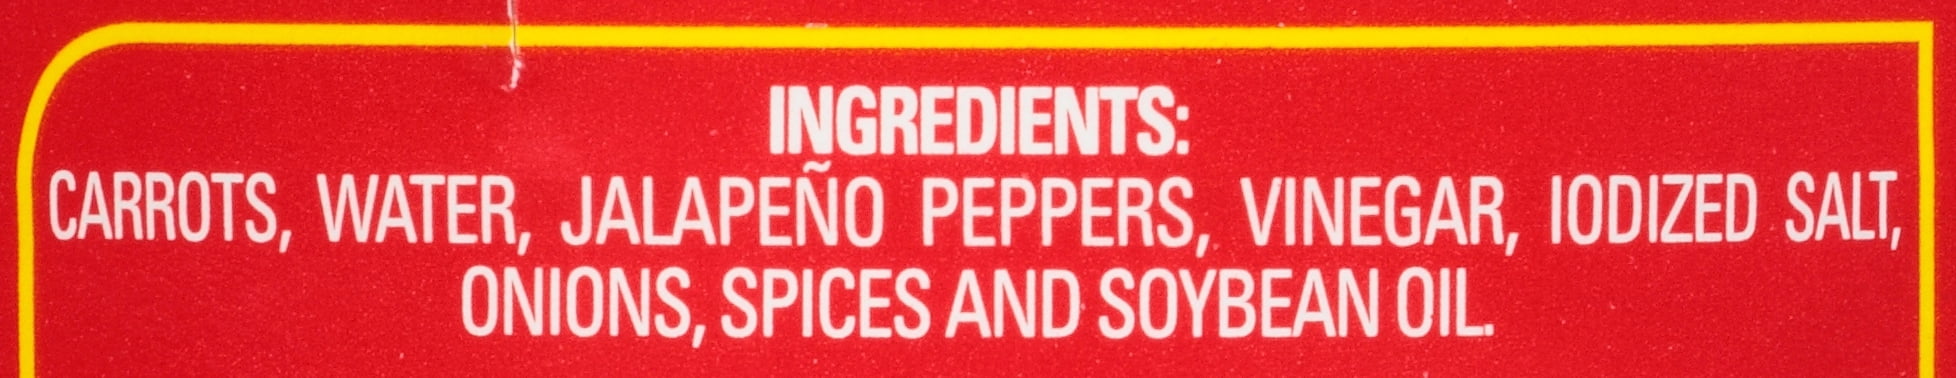 INGREDIENTS:
CARROTS, WATER, JALAPEÑO PEPPERS, VINEGAR, IODIZED SALT,
ONIONS, SPICES AND SOYBEAN OIL.